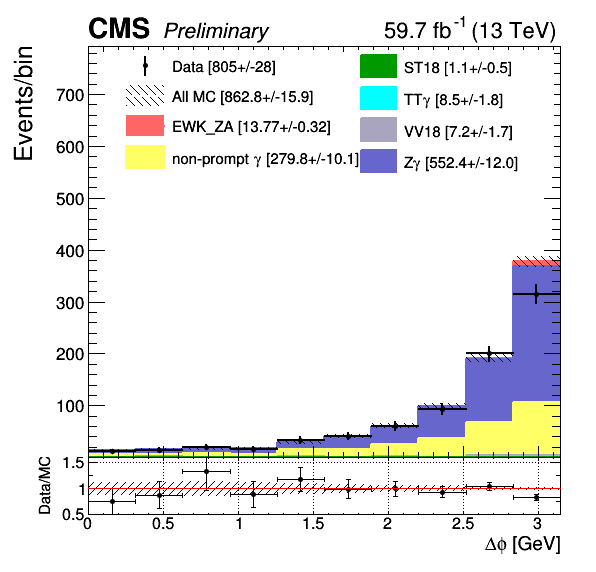 CMS Preliminary 59.7 fb⁻¹ (13 TeV)
Events/bin
Data [805+/-28]
All MC [862.8+/-15.9]
EWK_ZA [13.77+/-0.32]
non-prompt γ [279.8+/-10.1]
ST18 [1.1+/-0.5]
TTγ [8.5+/-1.8]
VV18 [7.2+/-1.7]
Zγ [552.4+/-12.0]
700
600
500
400
300
200
100
Data/MC
1.5
1
0.5
0 0.5 1 1.5 2 2.5 3
Δϕ [GeV]